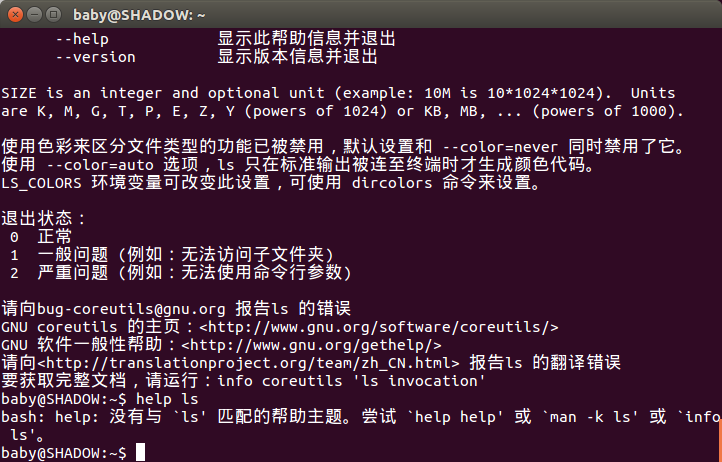 baby@SHADOW: ~
--help 显示此帮助信息并退出
--version 显示版本信息并退出
SIZE is an integer and optional unit (example: 10M is 10*1024*1024). Units
are K, M, G, T, P, E, Z, Y (powers of 1024) or KB, MB, ... (powers of 1000).
使用色彩来区分文件类型的功能已被禁用，默认设置和 --color=never 同时禁用了它。
使用 --color=auto 选项，ls 只在标准输出被连至终端时才生成颜色代码。
LS_COLORS 环境变量可改变此设置，可使用 dircolors 命令来设置。
退出状态：
0 正常
1 一般问题 (例如：无法访问子文件夹)
2 严重问题 (例如：无法使用命令行参数)
请向bug-coreutils@gnu.org 报告ls 的错误
GNU coreutils 的主页：<http://www.gnu.org/software/coreutils/>
GNU 软件一般性帮助：<http://www.gnu.org/gethelp/>
请向<http://translationproject.org/team/zh_CN.html> 报告ls 的翻译错误
要获取完整文档，请运行：info coreutils 'ls invocation'
baby@SHADOW:~$ help ls
bash: help: 没有与 `ls' 匹配的帮助主题。尝试 `help help' 或 `man -k ls' 或 `info
ls'。
baby@SHADOW:~$